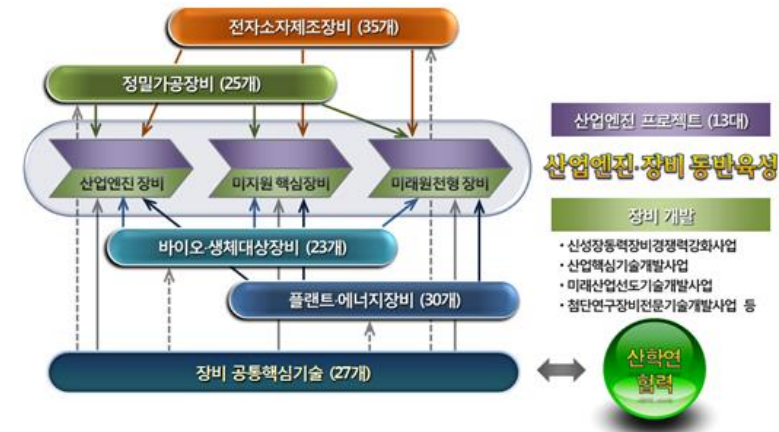 전자소자제조장비 (35개)
정밀가공장비 (25개)
산업엔진 장비
미지원 핵심장비
미래원천형 장비
바이오·생체대상장비 (23개)
플랜트·에너지장비 (30개)
장비 공통핵심기술 (27개)
산업엔진 프로젝트 (13대)
산업엔진·장비 동반육성
장비 개발
· 신성장동력장비경쟁력강화사업
· 산업핵심기술개발사업
· 미래산업선도기술개발사업
· 첨단연구장비전문기술개발사업 등
산학연
협력